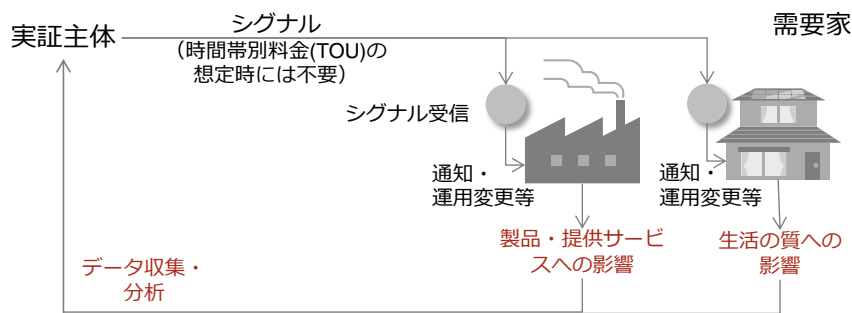 実証主体
シグナル
（時間帯別料金(TOU)の
想定時には不要）
需要家
シグナル受信
通知・
運用変更等
通知・
運用変更等
製品・提供サービ
スへの影響
生活の質への
影響
データ収集・
分析